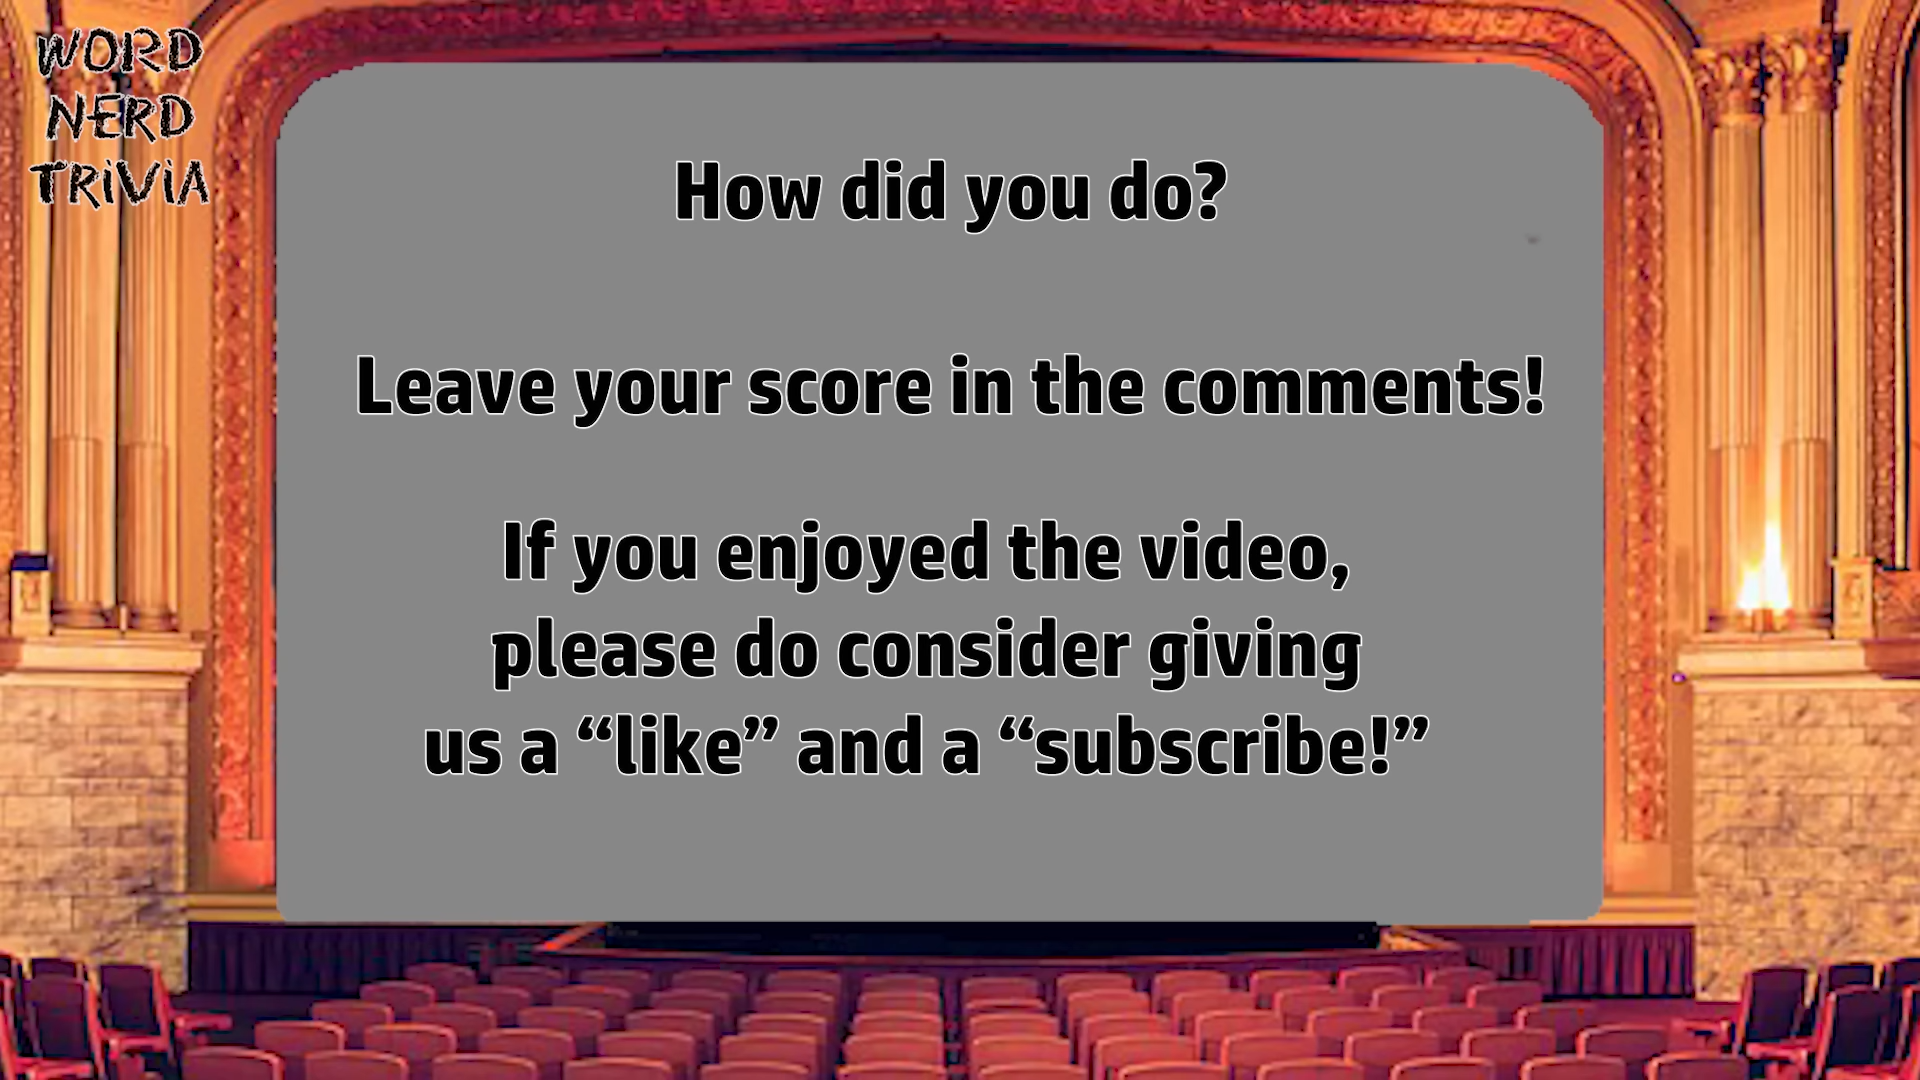 WORD
NERD
TRiViA
How did you do?
Leave your score in the comments!
If you enjoyed the video,
please do consider giving
us a “like” and a “subscribe!”